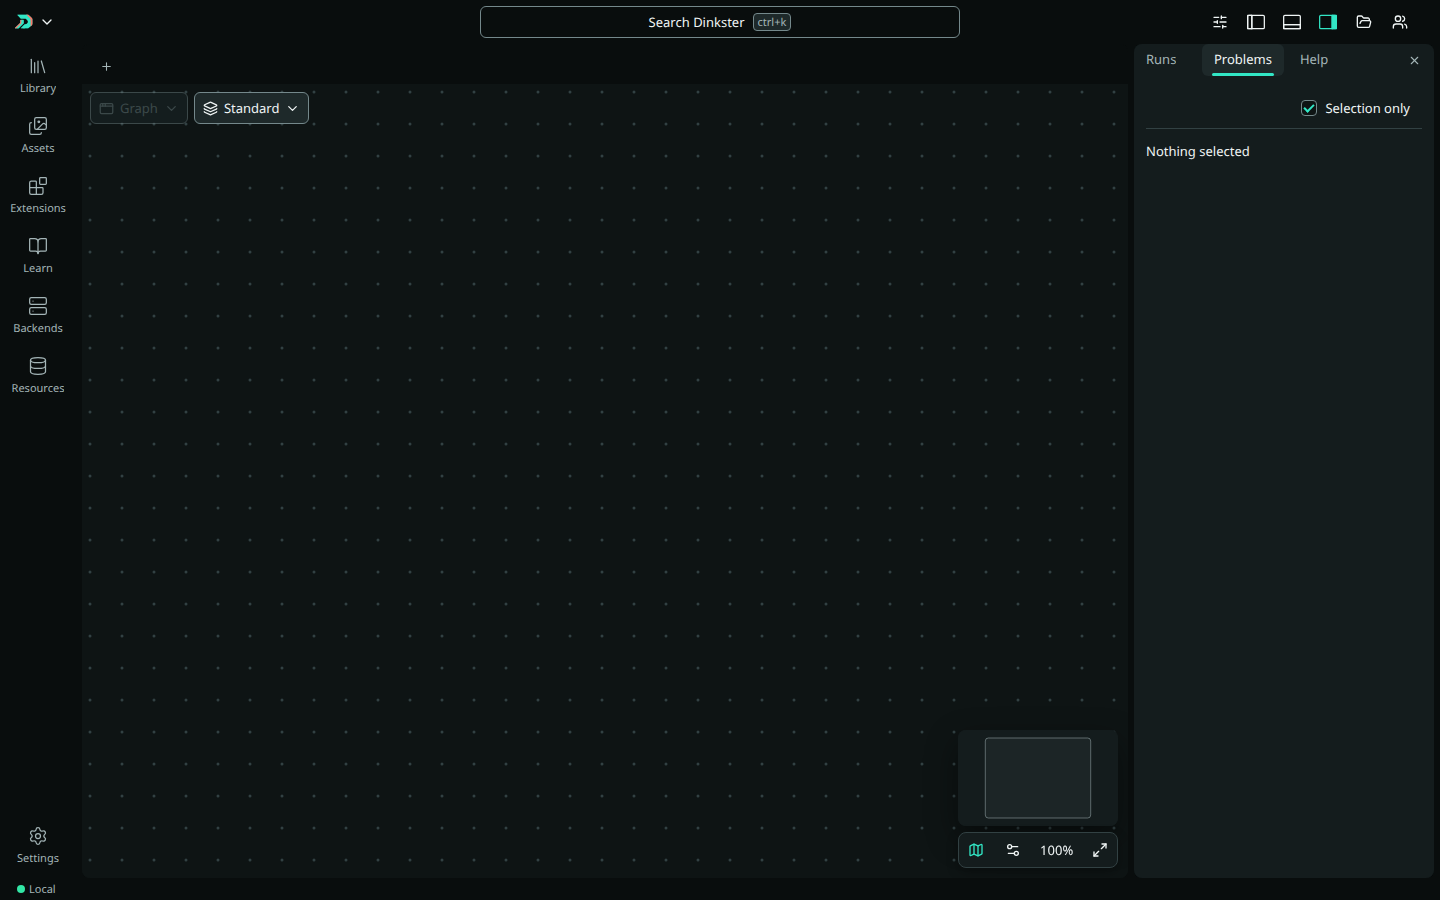 Search Dinkster ctrl+k
Library
Assets
Extensions
Learn
Backends
Resources
Settings
Local
Graph
Standard
100%
Runs
Problems
Help
Selection only
Nothing selected